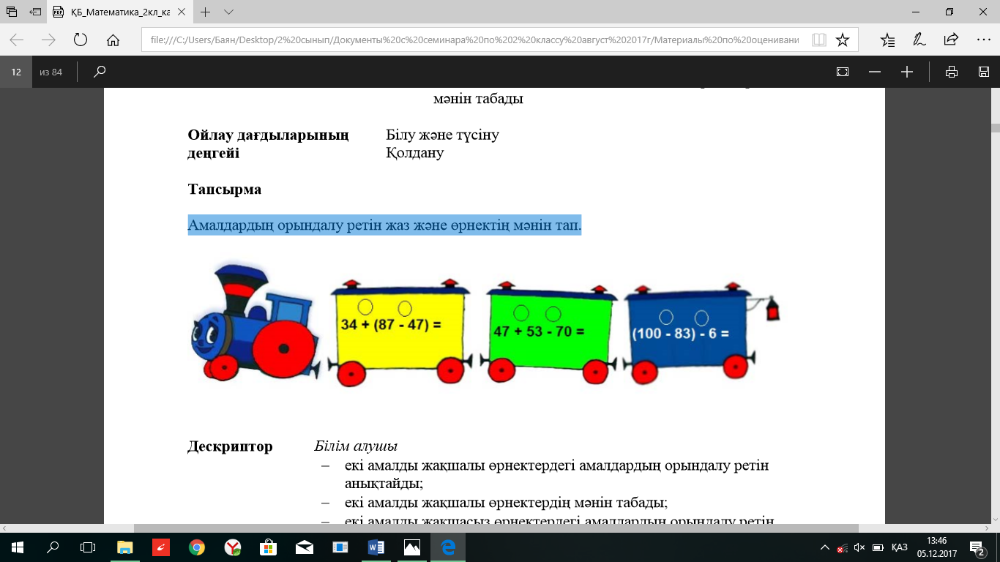 ҚБ_Математика_2кл_ка
file:///C:/Users/Баян/Desktop/2%20сынып/Документы%20с%20семинара%20по%202%20классу%20август%202017г/Материалы%20по%20оцениванин
12 из 84
мәнін табады
Ойлау дағдыларының Білу және түсіну
деңгейі Қолдану
Тапсырма
Амалдардың орындалу ретін жаз және өрнектің мәнін тап.
34 + (87 - 47) =
47 + 53 - 70 =
(100 - 83) - 6 =
Дескриптор Білім алушы
– екі амалды жақшалы өрнектердегі амалдардың орындалу ретін
анықтайды;
– екі амалды жақшалы өрнектердің мәнін табады;
– екі амалды жақшасыз өрнектердегі амалдардың орындалу ретін
ҚАЗ
13:46
05.12.2017
2